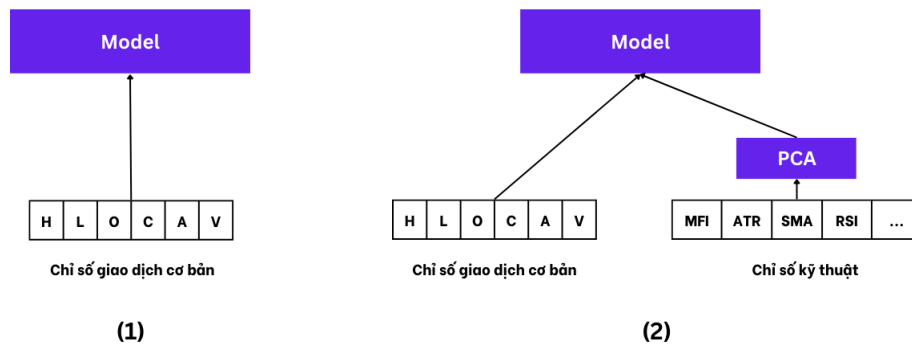 Model
H L O C A V
Chỉ số giao dịch cơ bản
(1)
Model
PCA
H L O C A V
MFI ATR SMA RSI ...
Chỉ số giao dịch cơ bản
Chỉ số kỹ thuật
(2)